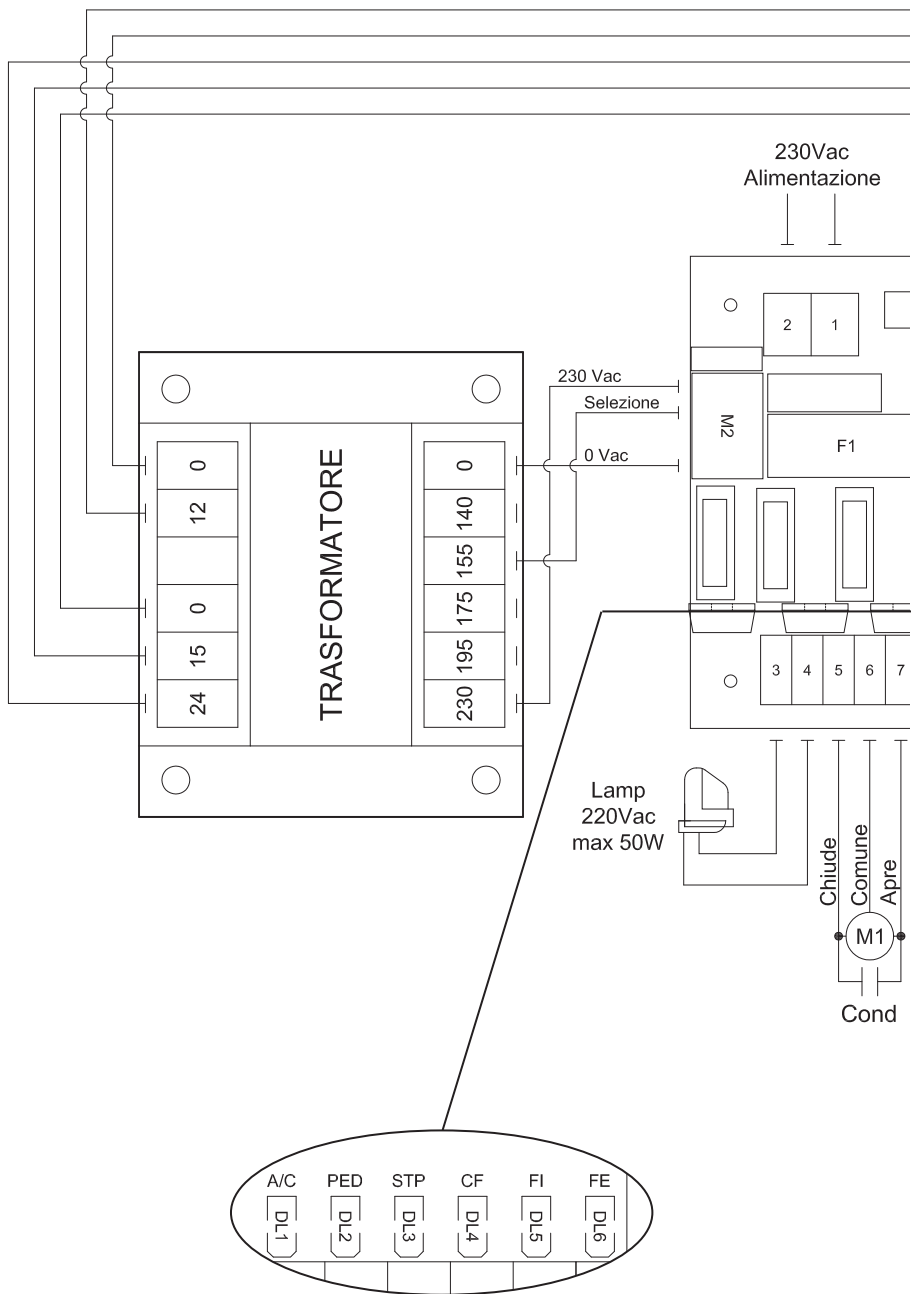 230Vac
Alimentazione
2
1
230 Vac
Selezione
0 Vac
M2
F1
0
12
0
15
24
TRASFORMATORE
0
140
155
175
195
230
3
4
5
6
7
Lamp
220Vac
max 50W
Chiude
Comune
Apre
M1
Cond
A/C
PED
STP
CF
FI
FE
DL1
DL2
DL3
DL4
DL5
DL6